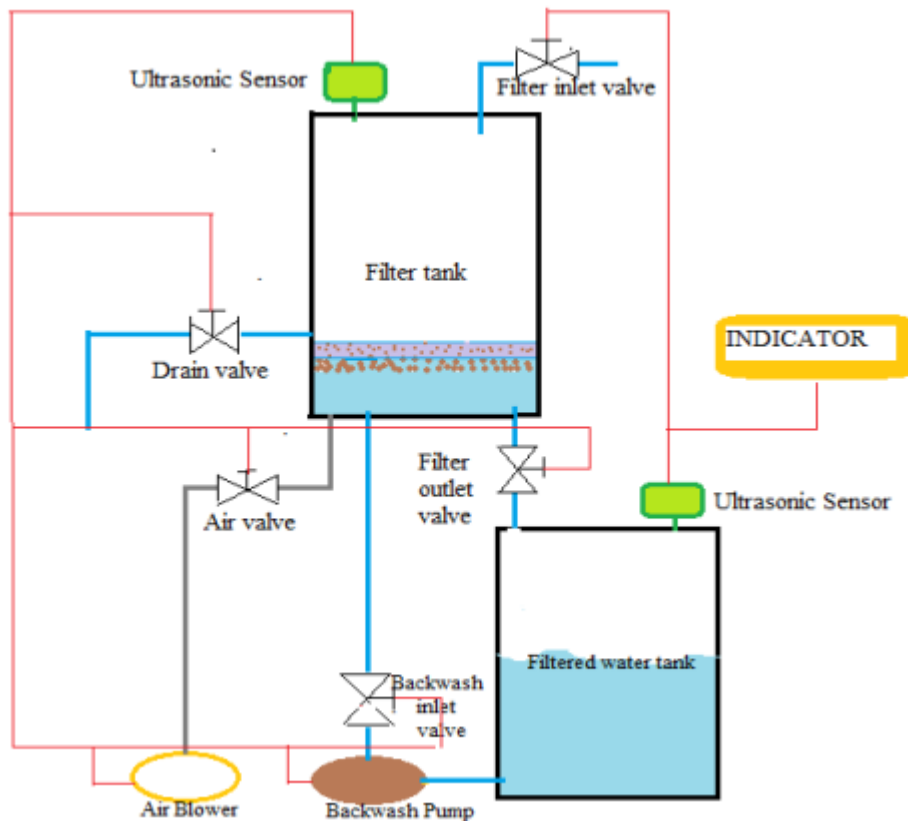 Ultrasonic Sensor
Filter inlet valve
Filter tank
INDICATOR
Drain valve
Filter
outlet
valve
Ultrasonic Sensor
Air valve
Filtered water tank
Backwash
inlet
valve
Air Blower
Backwash Pump